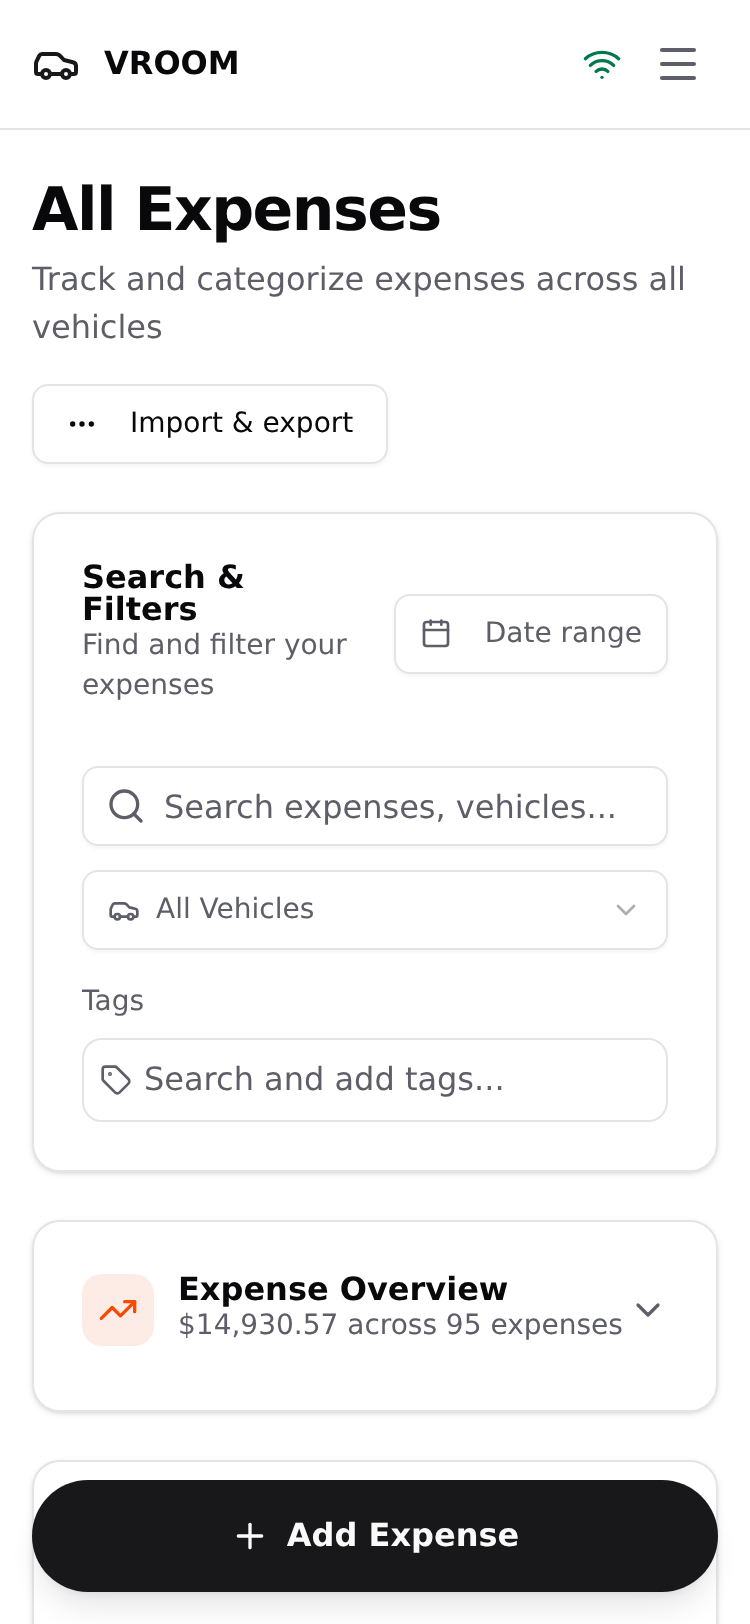 VROOM
All Expenses
Track and categorize expenses across all
vehicles
Import & export
Search &
Filters
Find and filter your
expenses
Date range
Search expenses, vehicles...
All Vehicles
Tags
Search and add tags...
Expense Overview
$14,930.57 across 95 expenses
Add Expense